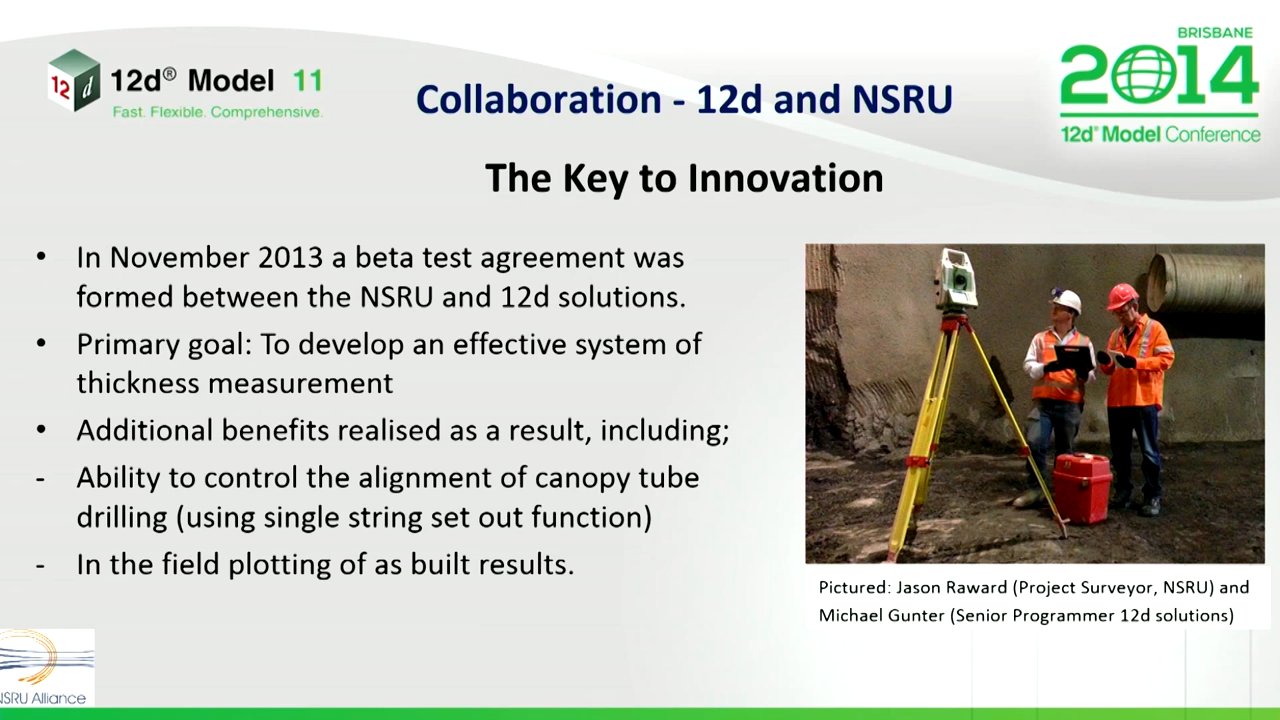 BRISBANE
2014
12d® Model Conference
12 d
12d® Model 11
Fast. Flexible. Comprehensive.
Collaboration - 12d and NSRU
The Key to Innovation
• In November 2013 a beta test agreement was
formed between the NSRU and 12d solutions.
• Primary goal: To develop an effective system of
thickness measurement
• Additional benefits realised as a result, including;
- Ability to control the alignment of canopy tube
drilling (using single string set out function)
- In the field plotting of as built results.
Pictured: Jason Raward (Project Surveyor, NSRU) and
Michael Gunter (Senior Programmer 12d solutions)
NSRU Alliance